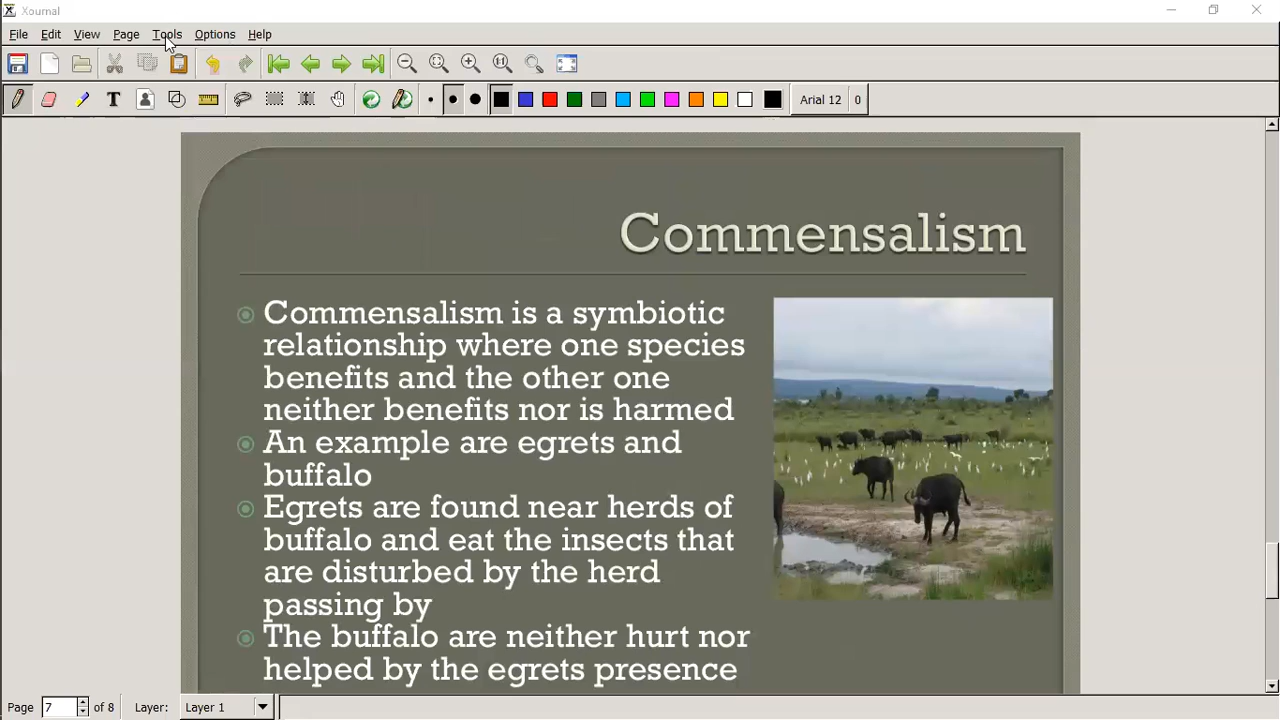 Xournal
File Edit View Page Tools Options Help
Arial 12 0
Commensalism
Commensalism is a symbiotic
relationship where one species
benefits and the other one
neither benefits nor is harmed
An example are egrets and
buffalo
Egrets are found near herds of
buffalo and eat the insects that
are disturbed by the herd
passing by
The buffalo are neither hurt nor
helped by the egrets presence
Page 7 of 8 Layer: Layer 1